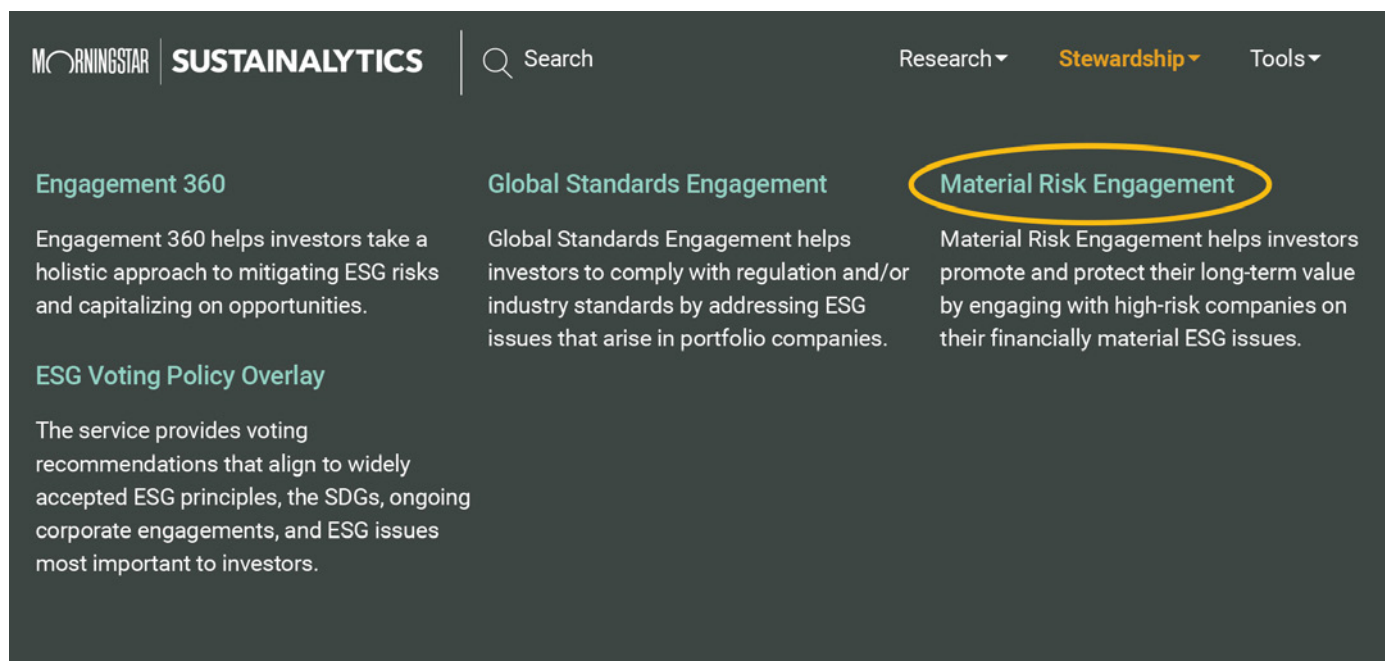 MORNINGSTAR | SUSTAINALYTICS
Search
Research
Stewardship
Tools
Engagement 360
Engagement 360 helps investors take a
holistic approach to mitigating ESG risks
and capitalizing on opportunities.
Global Standards Engagement
Global Standards Engagement helps
investors to comply with regulation and/or
industry standards by addressing ESG
issues that arise in portfolio companies.
Material Risk Engagement
Material Risk Engagement helps investors
promote and protect their long-term value
by engaging with high-risk companies on
their financially material ESG issues.
ESG Voting Policy Overlay
The service provides voting
recommendations that align to widely
accepted ESG principles, the SDGs, ongoing
corporate engagements, and ESG issues
most important to investors.